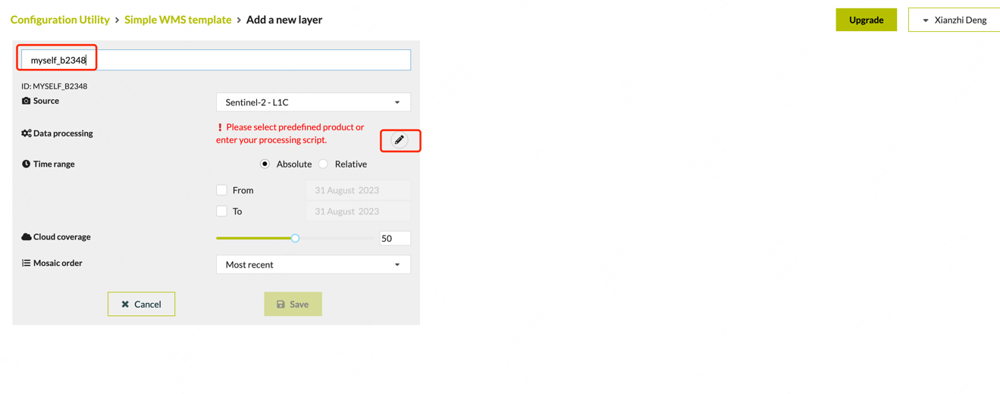 Configuration Utility > Simple WMS template > Add a new layer
Upgrade
Xianzhi Deng
myself_b2348
ID: MYSELF_B2348
Source
Sentinel-2 - L1C
Data processing
! Please select predefined product or
enter your processing script.
Time range
Absolute
Relative
From
31 August 2023
To
31 August 2023
Cloud coverage
50
Mosaic order
Most recent
Cancel
Save